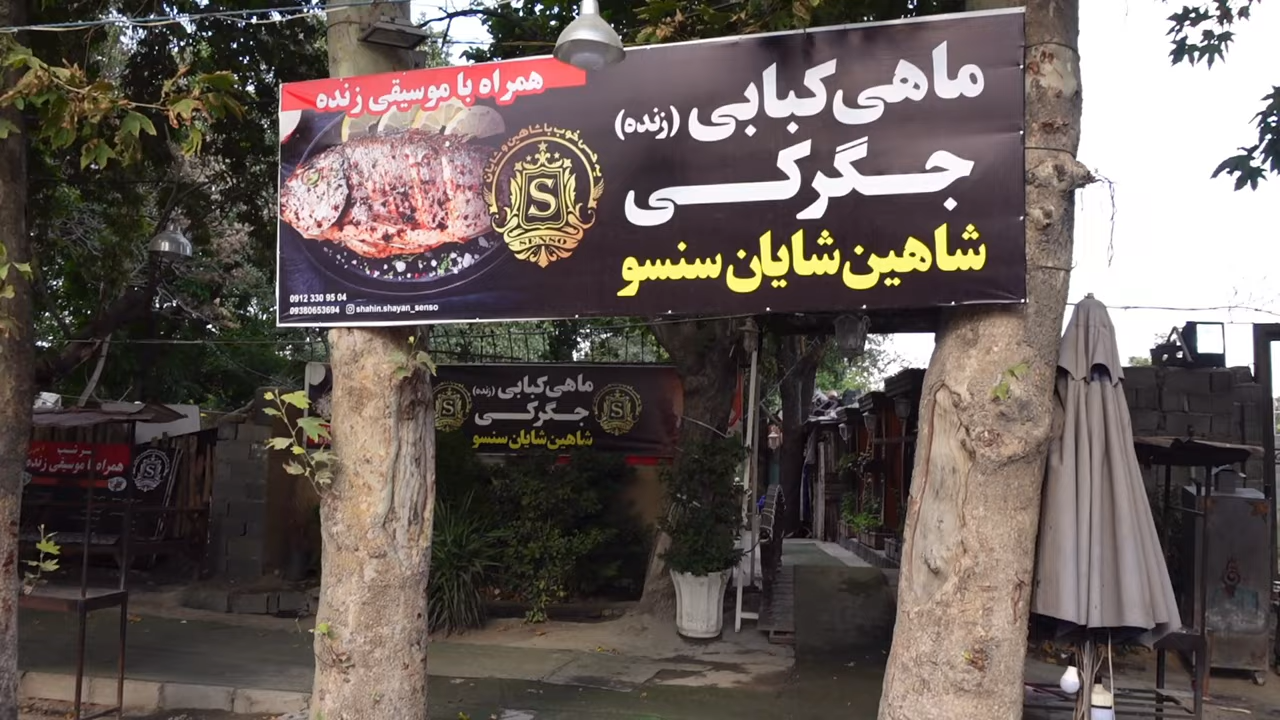 همراه با موسیقی زنده
ماهی کبابی (زنده)
جگرکی
شاهین شایان سنسو
S
SENSO
0912 330 95 04
09380653694 shahin.shayan_senso
ماهی کبابی (زنده)
جگرکی
شاهین شایان سنسو
همراه با موسیقی زنده